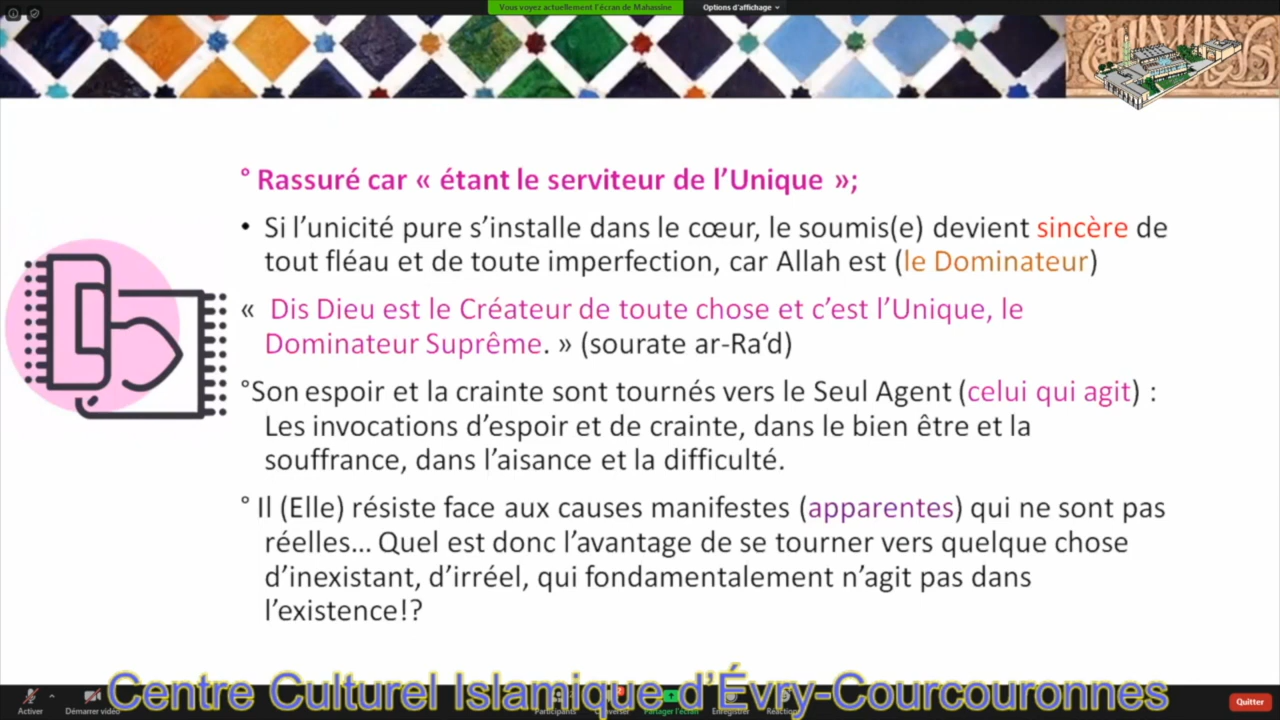 Vous voyez actuellement l'écran de Mahassine
Options d'affichage
° Rassuré car « étant le serviteur de l'Unique »;
• Si l'unicité pure s'installe dans le cœur, le soumis(e) devient sincère de
tout fléau et de toute imperfection, car Allah est (le Dominateur)
« Dis Dieu est le Créateur de toute chose et c'est l'Unique, le
Dominateur Suprême. » (sourate ar-Ra‘d)
°Son espoir et la crainte sont tournés vers le Seul Agent (celui qui agit) :
Les invocations d'espoir et de crainte, dans le bien être et la
souffrance, dans l'aisance et la difficulté.
° Il (Elle) résiste face aux causes manifestes (apparentes) qui ne sont pas
réelles... Quel est donc l'avantage de se tourner vers quelque chose
d'inexistant, d'irréel, qui fondamentalement n'agit pas dans
l'existence!?
Centre Culturel Islamique d'Évry-Courcouronnes
Activer
Démarrer vidéo
Participants
Converser
Partager l'écran
Enregistrer
Réactions
Quitter